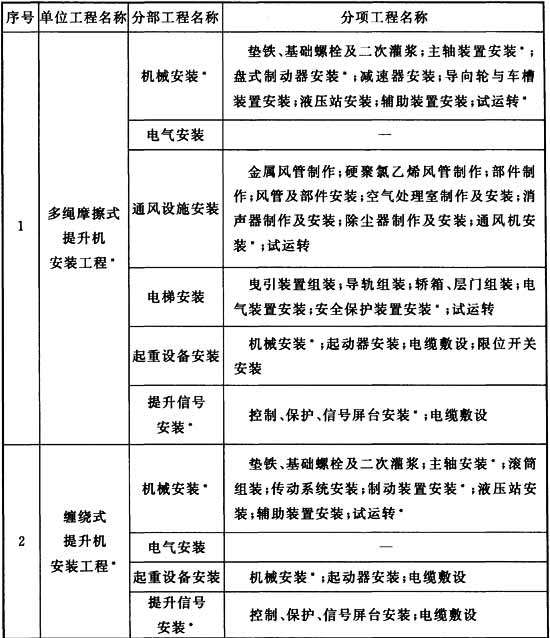 序号 单位工程名称 分部工程名称 分项工程名称
1
多绳摩擦式
提升机
安装工程*
机械安装*
垫铁、基础螺栓及二次灌浆；主轴装置安装*；
盘式制动器安装*；减速器安装；导向轮与车槽
装置安装；液压站安装；辅助装置安装；试运转*
电气安装
—
通风设施安装
金属风管制作；硬聚氯乙烯风管制作；部件制
作；风管及部件安装；空气处理室制作及安装；消
声器制作及安装；除尘器制作及安装；通风机安
装*；试运转
电梯安装
曳引装置组装；导轨组装；轿箱、层门组装；电
气装置安装；安全保护装置安装*；试运转
起重设备安装
机械安装*；起动器安装；电缆敷设；限位开关
安装
提升信号
安装*
控制、保护、信号屏台安装*；电缆敷设
2
缠绕式
提升机
安装工程*
机械安装*
垫铁、基础螺栓及二次灌浆；主轴安装*；滚筒
组装；传动系统安装；制动装置安装*；液压站安
装；辅助装置安装；试运转*
电气安装
—
起重设备安装
机械安装*；起动器安装；电缆敷设
提升信号
安装*
控制、保护、信号屏台安装；电缆敷设